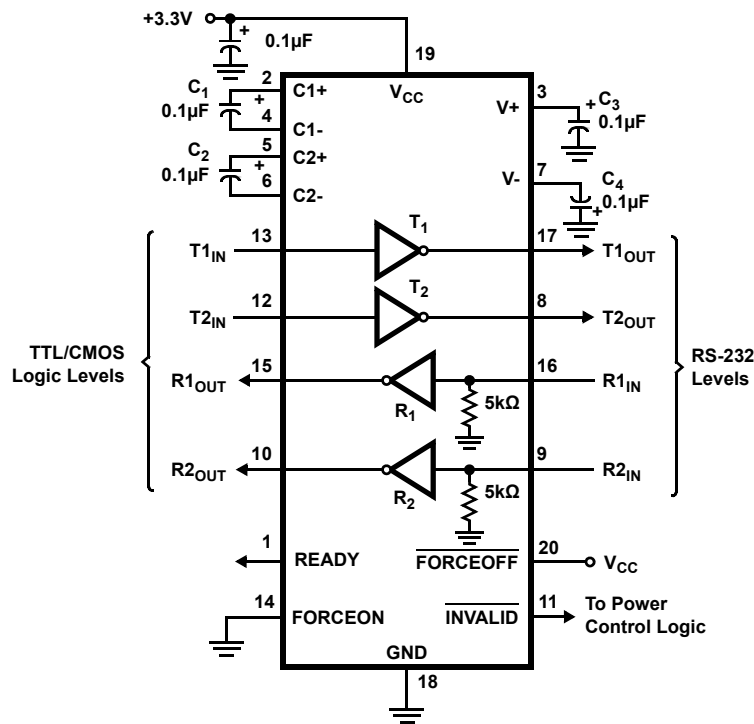 +3.3V
+
0.1µF
19
VCC
2
C1+
C1
0.1µF
+
4
C1-
5
C2+
C2
0.1µF
+
6
C2-
3
V+
+
C3
0.1µF
7
V-
C4
0.1µF
+
T1
13
T1IN
17
T1OUT
T2
12
T2IN
8
T2OUT
TTL/CMOS
Logic Levels
RS-232
Levels
15
R1OUT
R1
16
R1IN
5kΩ
10
R2OUT
R2
9
R2IN
5kΩ
1
READY
FORCEOFF
20
VCC
14
FORCEON
INVALID
11
To Power
Control Logic
GND
18